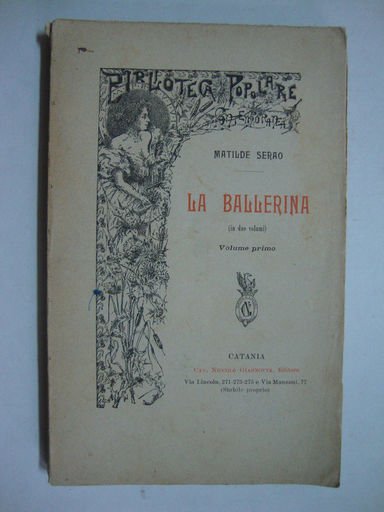 BIBLIOTECA POPOLARE
CONTEMPORANEA
MATILDE SERAO
LA BALLERINA
(in due volumi)
Volume primo
CATANIA
Cav. Niccolò Giannotta, Editore
Via Lincoln, 271-273-275 e Via Manzoni, 77
(Stabile proprio)